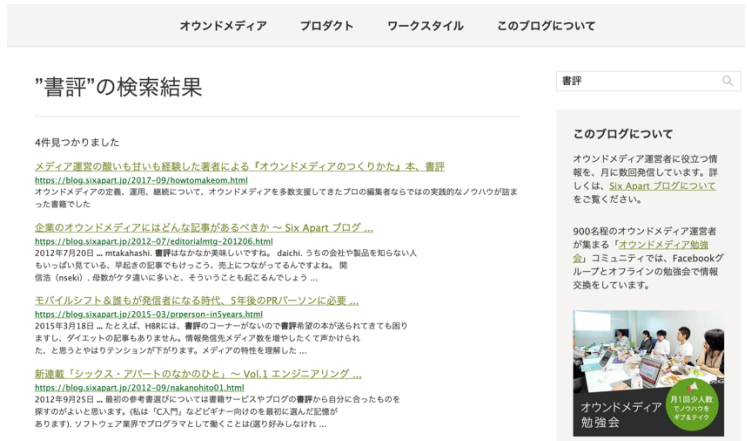 オウンドメディア プロダクト ワークスタイル このブログについて
”書評”の検索結果
4件見つかりました
メディア運営の酸いも甘いも経験した著者による『オウンドメディアのつくりかた』本、書評
https://blog.sixapart.jp/2017-09/howtomakeom.html
オウンドメディアの定義、運用、継続について、オウンドメディアを多数支援してきたプロの編集者ならではの実践的なノウハウが詰ま
った書籍でした
企業のオウンドメディアにはどんな記事があるべきか ～ Six Apart ブログ ...
https://blog.sixapart.jp/2012-07/editorialmtg-201206.html
2012年7月20日 ... mtakahashi. 書評はなかなか美味しいですね。 daichi. うちの会社や製品を知らない人
もいっぱい見ている、早起きの記事でもけっこう、売上につながってるんですよね。 関
信浩（nseki）. 母数がケタ違いに多いと、そういうことも起こるんでしょう ...
モバイルシフト＆誰もが発信者になる時代、5年後のPRパーソンに必要 ...
https://blog.sixapart.jp/2015-03/prperson-in5years.html
2015年3月18日 ... たとえば、HBRには、書評のコーナーがないので書評希望の本が送られてきても困り
ますし、ダイエットの記事もありません。情報発信先メディア数を増やしたくて声かけられ
た、と思うとやはりテンションが下がります。メディアの特性を理解した ...
新連載「シックス・アパートのなかのひと」～ Vol.1 エンジニアリング ...
https://blog.sixapart.jp/2012-09/nakanohito01.html
2012年9月25日 ... 最初の参考書選びについては書籍サービスやブログの書評から自分に合ったものを
探すのがよいと思います。(私は「C入門」などビギナー向けのを最初に選んだ記憶が
あります). ソフトウェア業界でプログラマとして働くことは(選り好みしなけれ ...
書評
このブログについて
オウンドメディア運営者に役立つ情
報を、月に数回発信しています。詳
しくは、Six Apart ブログについて
をご覧ください。
900名程のオウンドメディア運営者
が集まる「オウンドメディア勉強
会」コミュニティでは、Facebookグ
ループとオフラインの勉強会で情報
交換をしています。
オウンドメディア
勉強会
月1回少人数
でノウハウを
ギブ&テイク